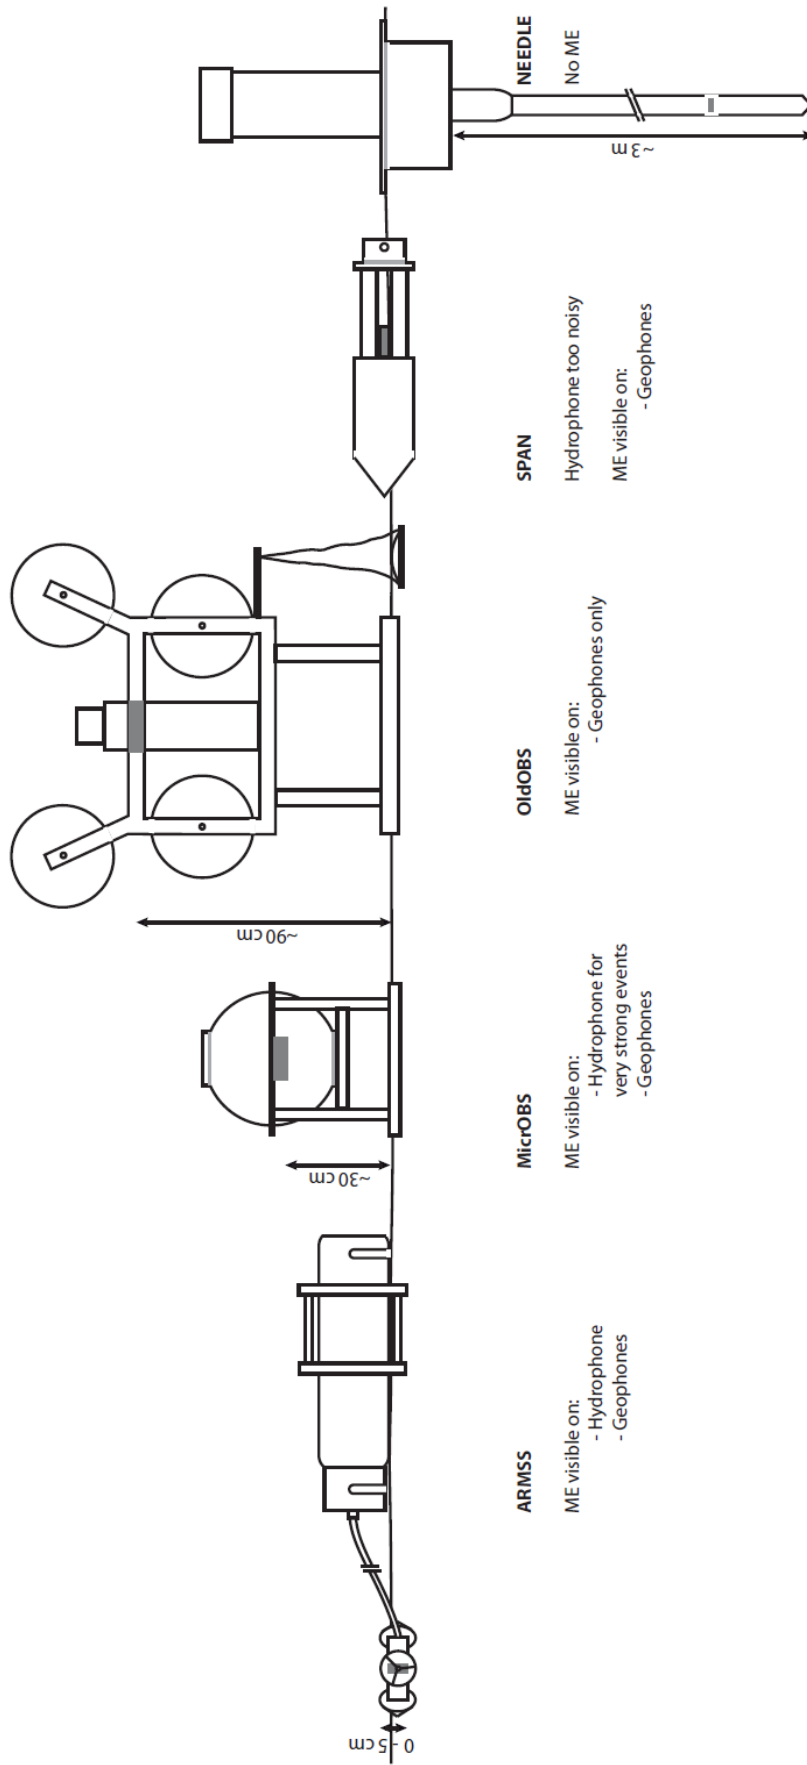 0 - 5 cm
~30 cm
~90 cm
~3 m
ARMSS
ME visible on:
- Hydrophone
- Geophones
MicrOBS
ME visible on:
- Hydrophone for
very strong events
- Geophones
OldOBS
ME visible on:
- Geophones only
SPAN
Hydrophone too noisy
ME visible on:
- Geophones
NEEDLE
No ME